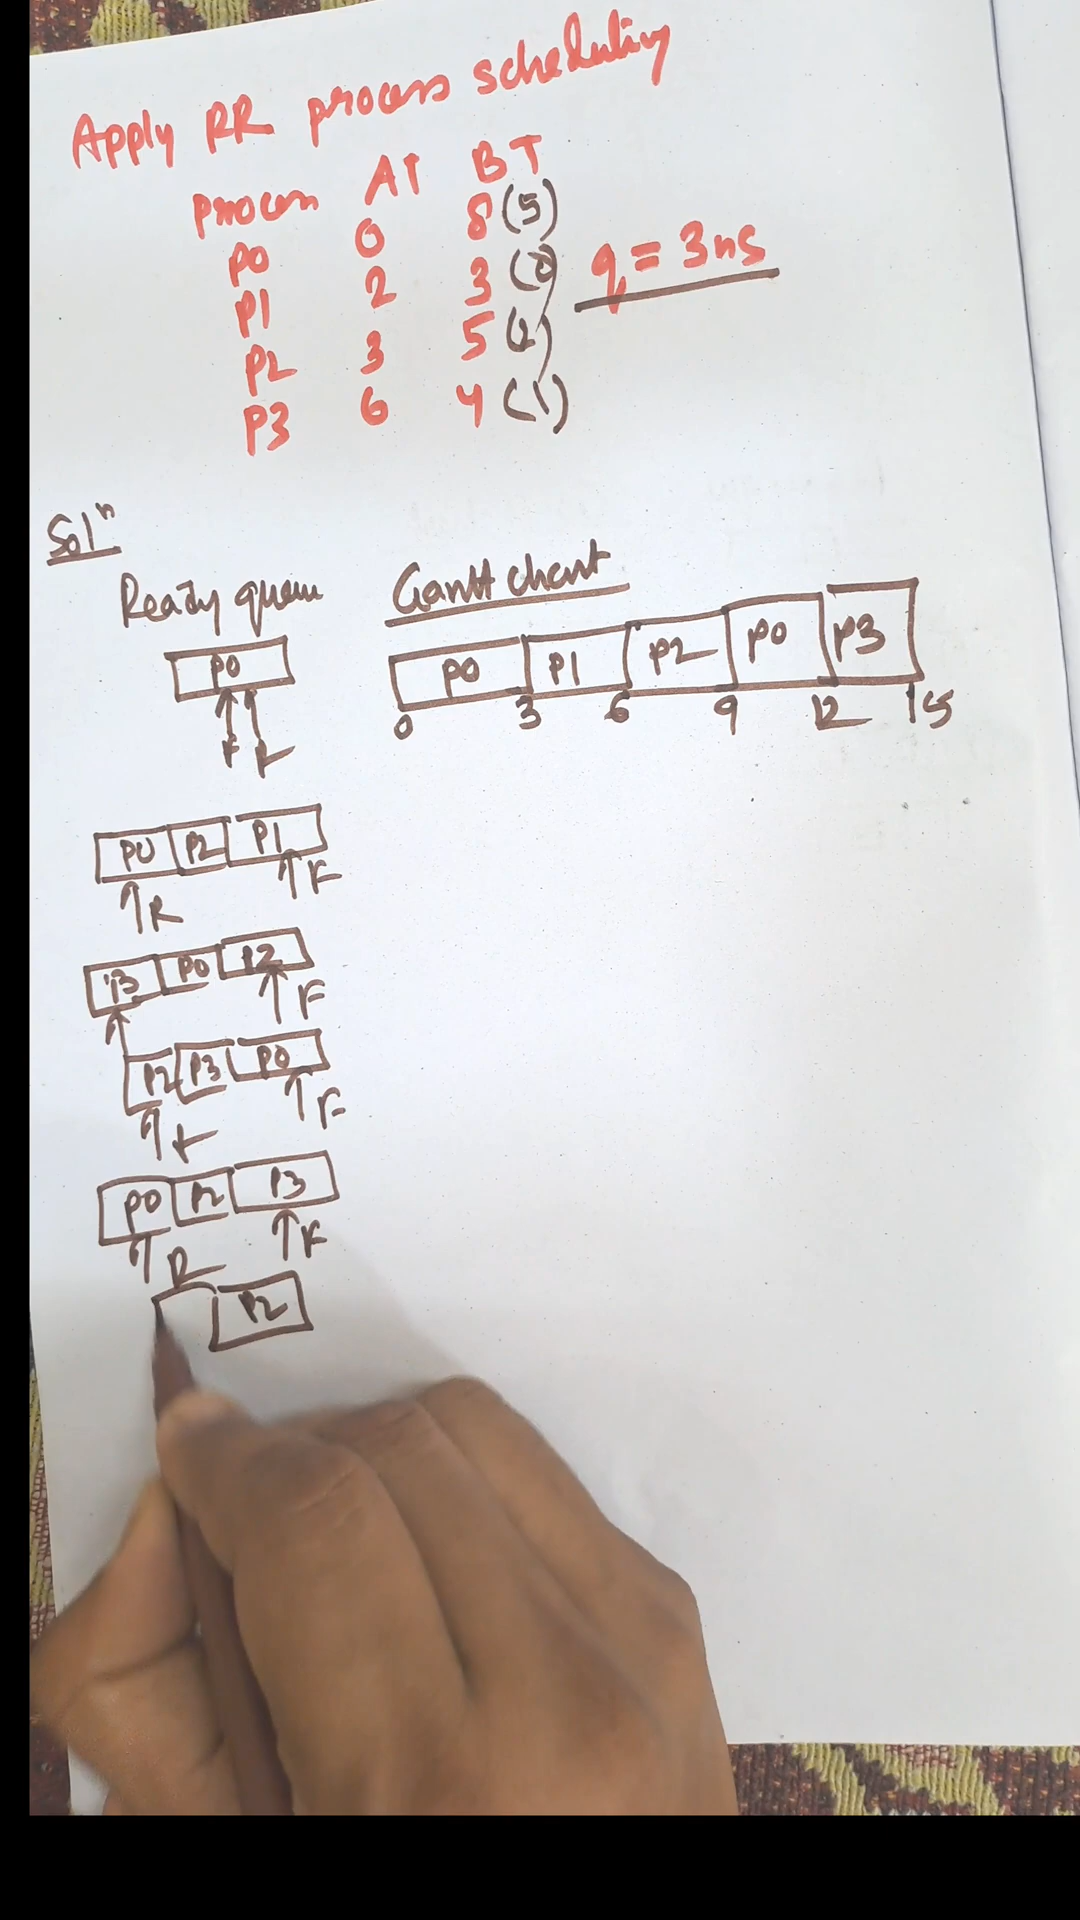 Apply RR process scheduling
Process AT BT
P0 0 8 (5)
P1 2 3 (0)
P2 3 5 (2)
P3 6 4 (1)
q = 3ns
Solⁿ
Ready queue
Gantt chart
P0 P1 P2 P0 P3
0 3 6 9 12 15
P0
F R
P0 P2 P1
R F
P3 P0 P2
F
P2 P3 P0
R F
P0 P2 P3
R F
P2